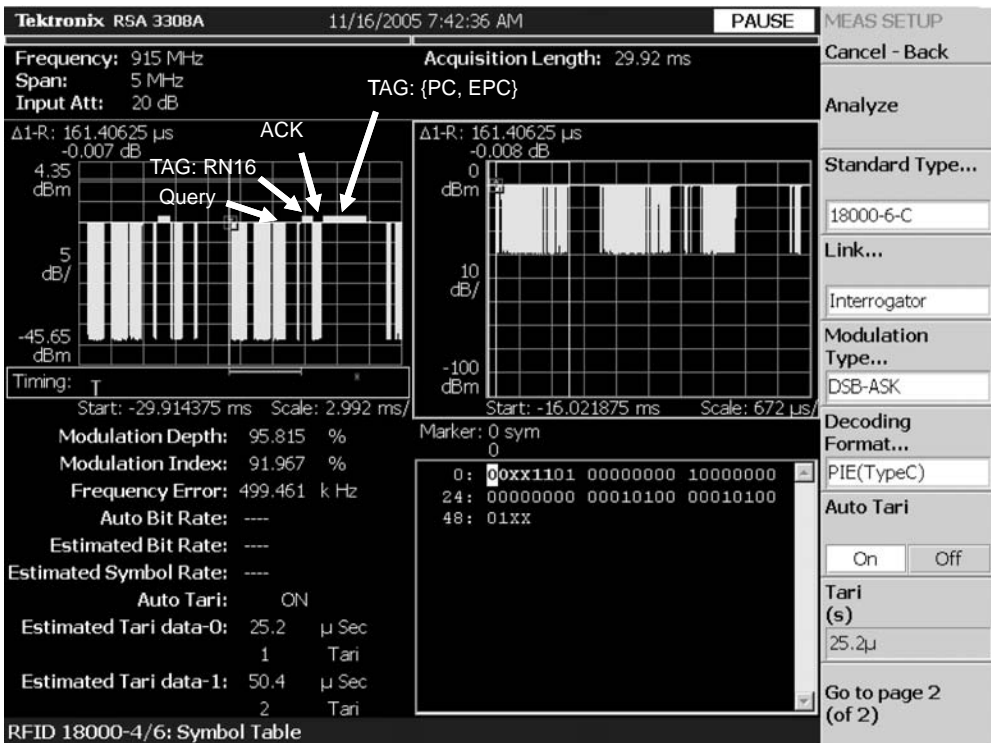 Tektronix RSA 3308A 11/16/2005 7:42:36 AM PAUSE
MEAS SETUP
Cancel - Back
Frequency: 915 MHz
Span: 5 MHz
Input Att: 20 dB
Acquisition Length: 29.92 ms
TAG: {PC, EPC}
Analyze
Δ1-R: 161.40625 μs
-0.007 dB
ACK
TAG: RN16
Query
4.35
dBm
5
dB/
-45.65
dBm
Timing: T
Start: -29.914375 ms Scale: 2.992 ms/
Δ1-R: 161.40625 μs
-0.008 dB
0
dBm
10
dB/
-100
dBm
Start: -16.021875 ms Scale: 672 μs/
Standard Type...
18000-6-C
Link...
Interrogator
Modulation
Type...
DSB-ASK
Decoding
Format...
PIE(TypeC)
Auto Tari
On Off
Tari
(s)
25.2μ
Go to page 2
(of 2)
Modulation Depth: 95.815 %
Modulation Index: 91.967 %
Frequency Error: 499.461 k Hz
Auto Bit Rate: ----
Estimated Bit Rate: ----
Estimated Symbol Rate: ----
Auto Tari: ON
Estimated Tari data-0: 25.2 μ Sec
1 Tari
Estimated Tari data-1: 50.4 μ Sec
2 Tari
Marker: 0 sym
0
0: 00XX1101 00000000 10000000
24: 00000000 00010100 00010100
48: 01XX
RFID 18000-4/6: Symbol Table